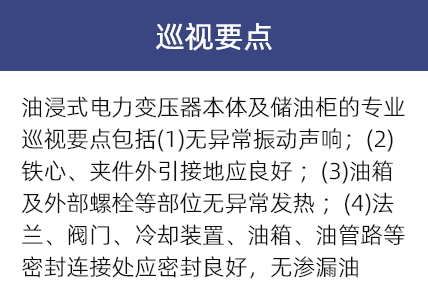 巡视要点
油浸式电力变压器本体及储油柜的专业
巡视要点包括(1)无异常振动声响；(2)
铁心、夹件外引接地应良好 ；(3)油箱
及外部螺栓等部位无异常发热 ；(4)法
兰、阀门、冷却装置、油箱、油管路等
密封连接处应密封良好，无渗漏油